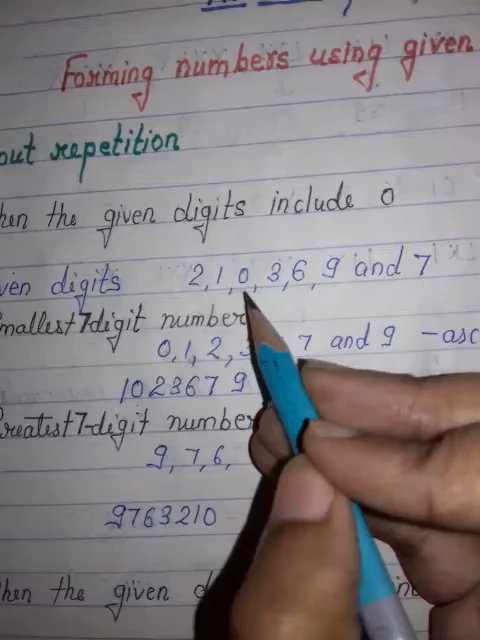 Forming numbers using given
out repetition
hen the given digits include 0
ven digits 2, 1, 0, 3, 6, 9 and 7
mallest 7 digit number
0, 1, 2, 7 and 9 - asc
1023679
Greatest 7-digit number
9, 7, 6,
9763210
hen the given d